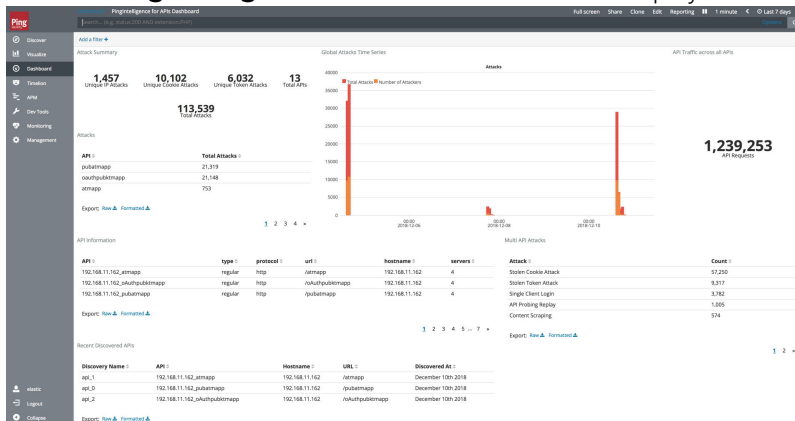 PingIntelligence for APIs Dashboard
Full screen Share Clone Edit Reporting 1 minute Last 7 days
Search... (e.g. status:200 AND extension:PHP)
Options
Ping
Discover
Visualize
Dashboard
Timelion
APM
Dev Tools
Monitoring
Management
elastic
Logout
Collapse
Add a filter +
Attack Summary
1,457
Unique IP Attacks
10,102
Unique Cookie Attacks
6,032
Unique Token Attacks
13
Total APIs
113,539
Total Attacks
Attacks
API Total Attacks
pubatmapp 21,319
oauthpubktmapp 21,148
atmapp 753
Export: Raw Formatted
1 2 3 4 »
Global Attacks Time Series
Attacks
Total Attacks Number of Attackers
40000
35000
30000
25000
20000
15000
10000
5000
0
00:00 00:00 00:00
2018-12-06 2018-12-08 2018-12-10
API Traffic across all APIs
1,239,253
API Requests
API Information
API type protocol url hostname servers
192.168.11.162_atmapp regular http /atmapp 192.168.11.162 4
192.168.11.162_oAuthpubktmapp regular http /oAuthpubktmapp 192.168.11.162 4
192.168.11.162_pubatmapp regular http /pubatmapp 192.168.11.162 4
Export: Raw Formatted
1 2 3 4 5 ... 7 »
Multi API Attacks
Attack Count
Stolen Cookie Attack 57,250
Stolen Token Attack 9,317
Single Client Login 3,782
API Probing Replay 1,005
Content Scraping 574
Export: Raw Formatted
1 2 »
Recent Discovered APIs
Discovery Name API Hostname URL Discovered At
api_1 192.168.11.162_atmapp 192.168.11.162 /atmapp December 10th 2018
api_0 192.168.11.162_pubatmapp 192.168.11.162 /pubatmapp December 10th 2018
api_2 192.168.11.162_oAuthpubktmapp 192.168.11.162 /oAuthpubktmapp December 10th 2018
Export: Raw Formatted